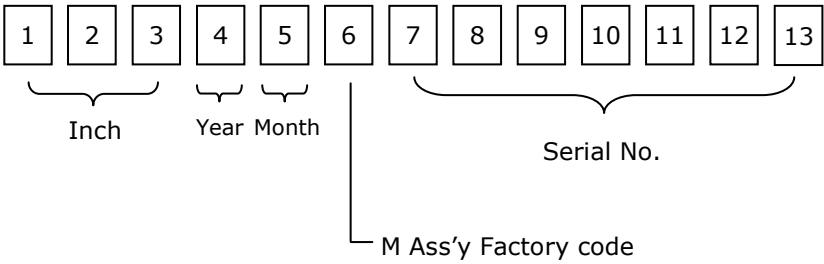 1 2 3 4 5 6 7 8 9 10 11 12 13
Inch Year Month
Serial No.
M Ass’y Factory code